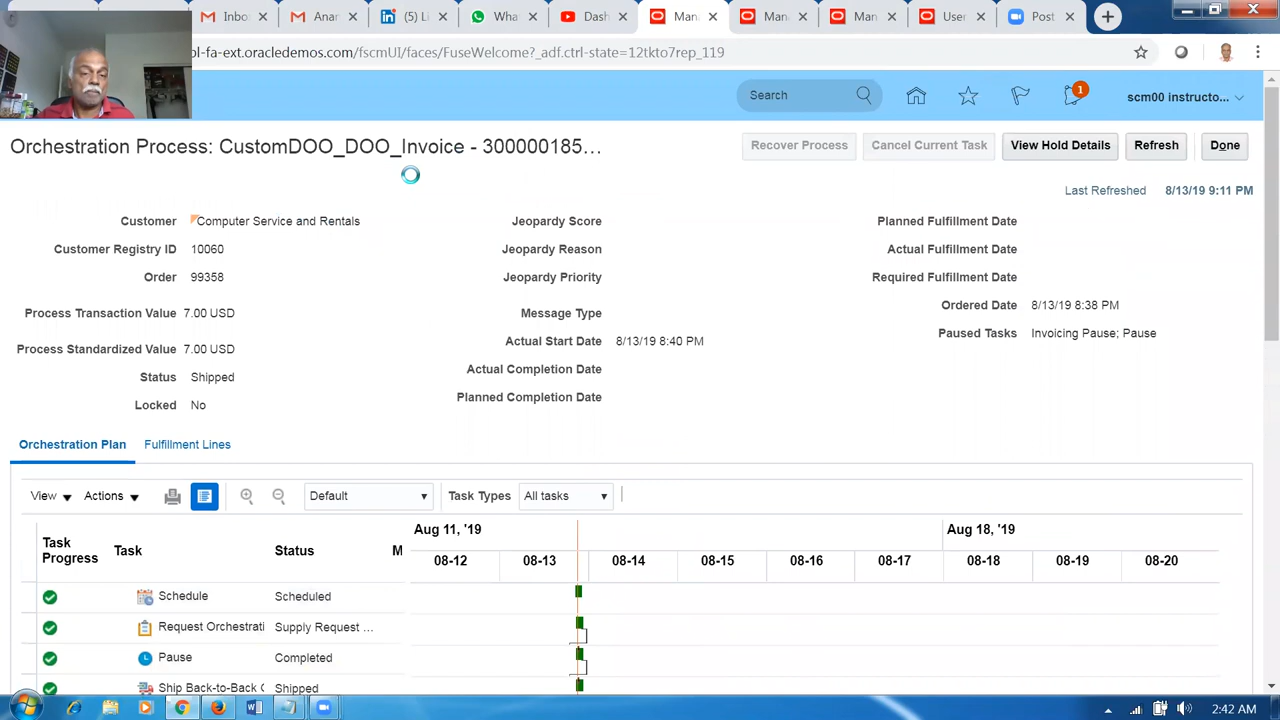 Inbo
Anar
(5) Li
Wha
Dash
Man
Man
Man
User
Post
ol-fa-ext.oracledemos.com/fscmUI/faces/FuseWelcome?_adf.ctrl-state=12tkto7rep_119
Search
1
scm00 instructo...
Orchestration Process: CustomDOO_DOO_Invoice - 300000185...
Recover Process
Cancel Current Task
View Hold Details
Refresh
Done
Last Refreshed 8/13/19 9:11 PM
Customer Computer Service and Rentals
Customer Registry ID 10060
Order 99358
Process Transaction Value 7.00 USD
Process Standardized Value 7.00 USD
Status Shipped
Locked No
Jeopardy Score
Jeopardy Reason
Jeopardy Priority
Message Type
Actual Start Date 8/13/19 8:40 PM
Actual Completion Date
Planned Completion Date
Planned Fulfillment Date
Actual Fulfillment Date
Required Fulfillment Date
Ordered Date 8/13/19 8:38 PM
Paused Tasks Invoicing Pause; Pause
Orchestration Plan
Fulfillment Lines
View
Actions
Default
Task Types All tasks
Task Progress
Task
Status
M
Aug 11, '19
Aug 18, '19
08-12 08-13 08-14 08-15 08-16 08-17 08-18 08-19 08-20
Schedule Scheduled
Request Orchestrati Supply Request ...
Pause Completed
Ship Back-to-Back Shipped
2:42 AM